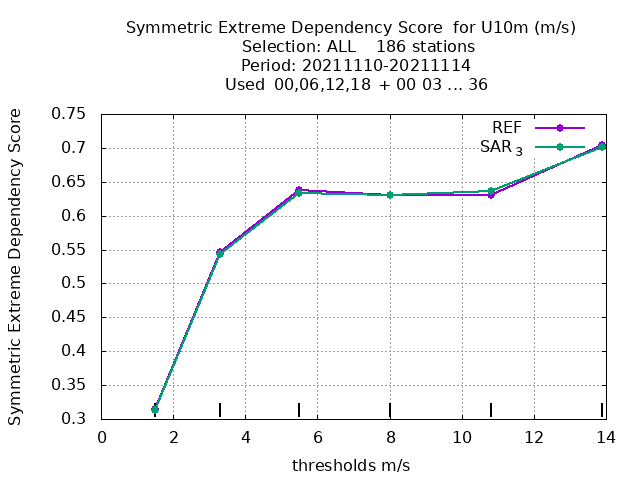 Symmetric Extreme Dependency Score  for U10m (m/s)
Selection: ALL    186 stations
Period: 20211110-20211114
Used  00,06,12,18  + 00 03 ... 36
Symmetric Extreme Dependency Score
0.75
0.7
0.65
0.6
0.55
0.5
0.45
0.4
0.35
0.3
REF
SAR 3
0 2 4 6 8 10 12 14
thresholds m/s